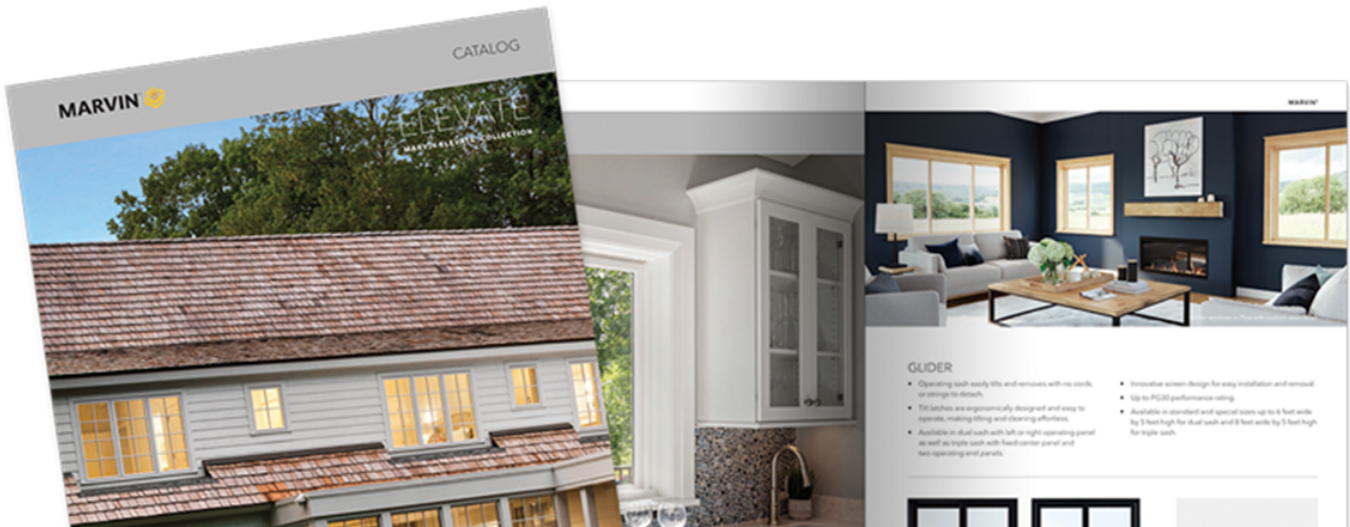 CATALOG
MARVIN
ELEVATE
MARVIN ELEVATE COLLECTION
MARVIN
GLIDER
• Operating sash easily tilts and removes with no cords
or strings to detach.
• Tilt latches are ergonomically designed and easy to
operate, making tilting and cleaning effortless.
• Available in dual sash with left or right operating panel
as well as triple sash with fixed center panel and
two operating end panels.
• Innovative screen design for easy installation and removal.
• Up to PG30 performance rating.
• Available in standard and special sizes up to 6 feet wide
by 5 feet high for dual sash and 8 feet wide by 5 feet high
for triple sash.